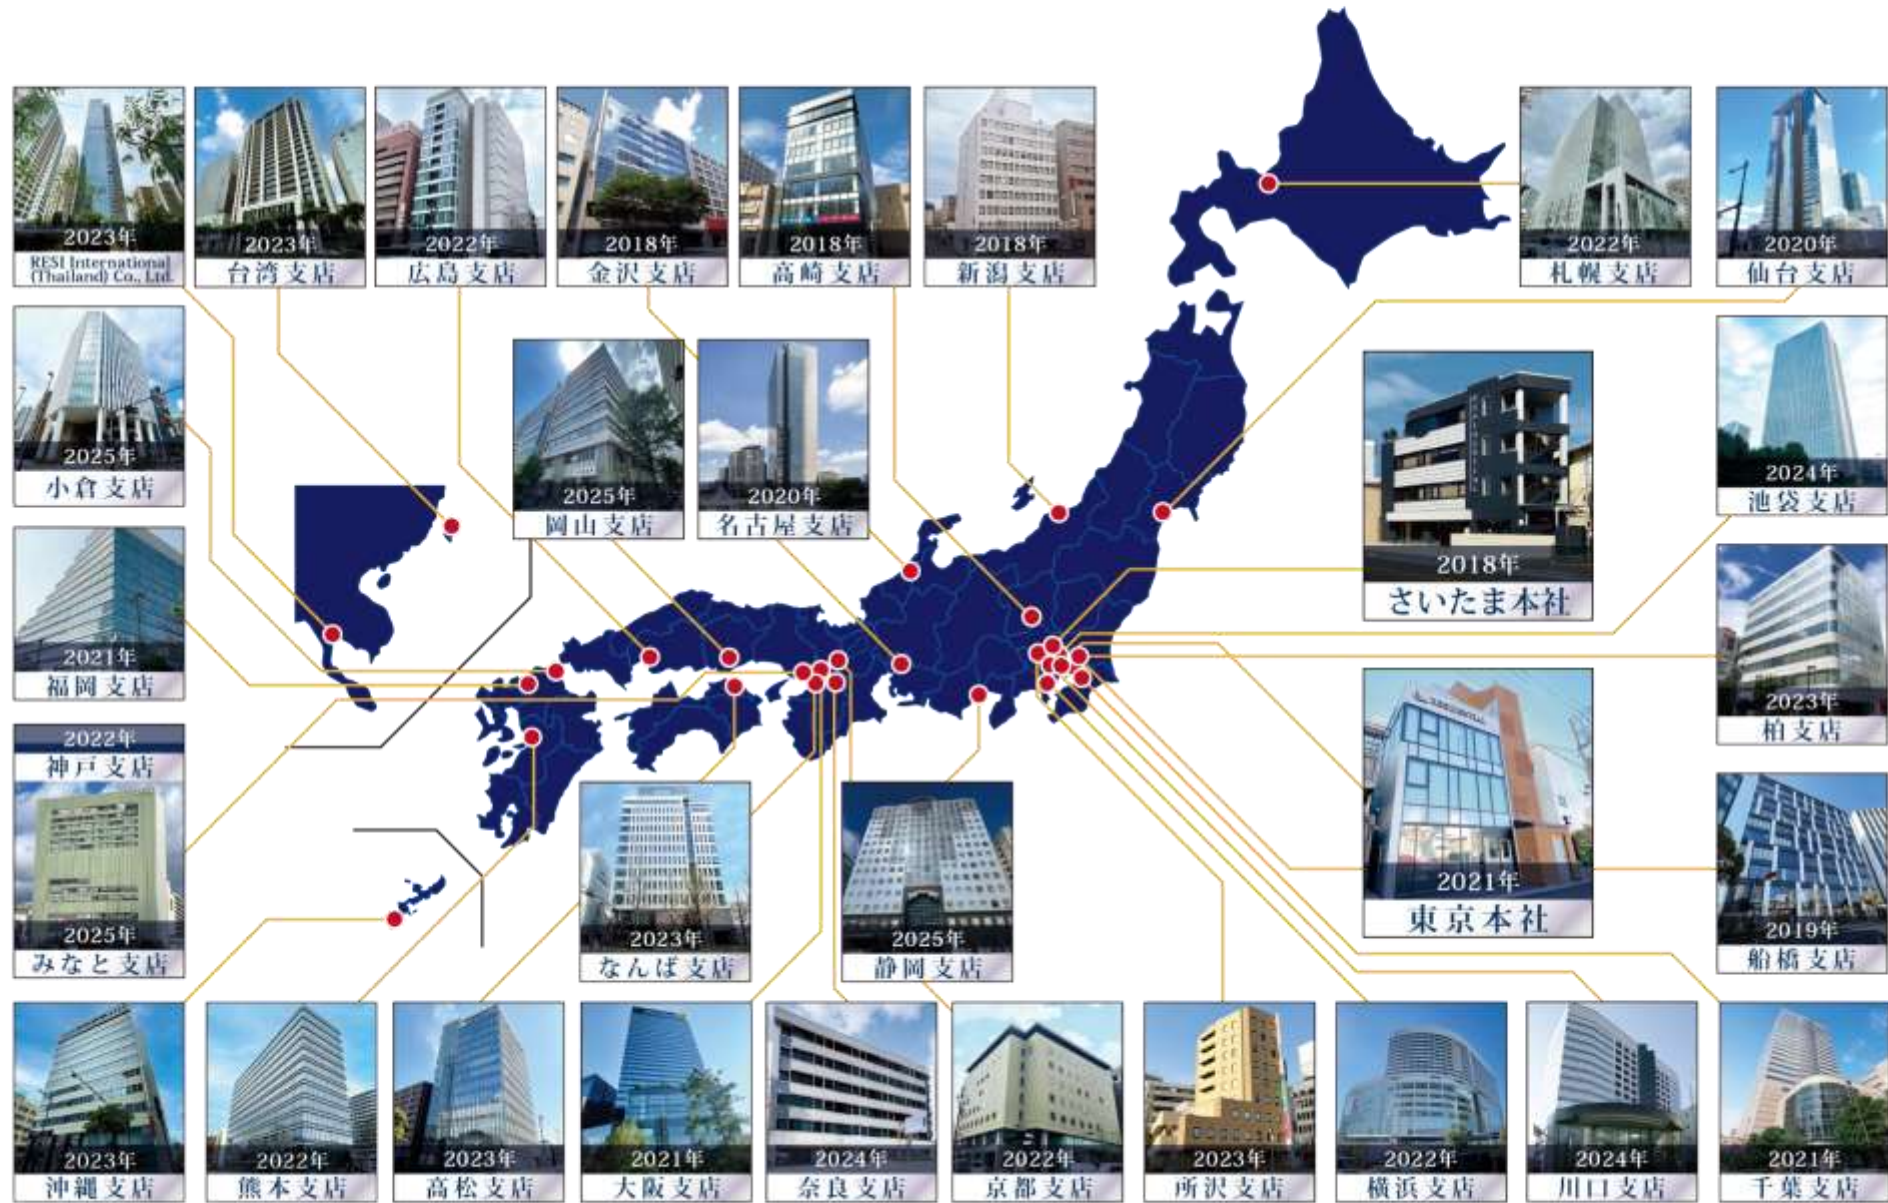 2023年
RESI International
(Thailand) Co., Ltd.
2023年
台湾支店
2022年
広島支店
2018年
金沢支店
2018年
高崎支店
2018年
新潟支店
2022年
札幌支店
2020年
仙台支店
2025年
小倉支店
2025年
岡山支店
2020年
名古屋支店
2018年
さいたま本社
2024年
池袋支店
2021年
福岡支店
2023年
柏支店
2022年
神戸支店
2025年
みなと支店
2023年
なんば支店
2025年
静岡支店
2021年
東京本社
2019年
船橋支店
2023年
沖縄支店
2022年
熊本支店
2023年
高松支店
2021年
大阪支店
2024年
奈良支店
2022年
京都支店
2023年
所沢支店
2022年
横浜支店
2024年
川口支店
2021年
千葉支店